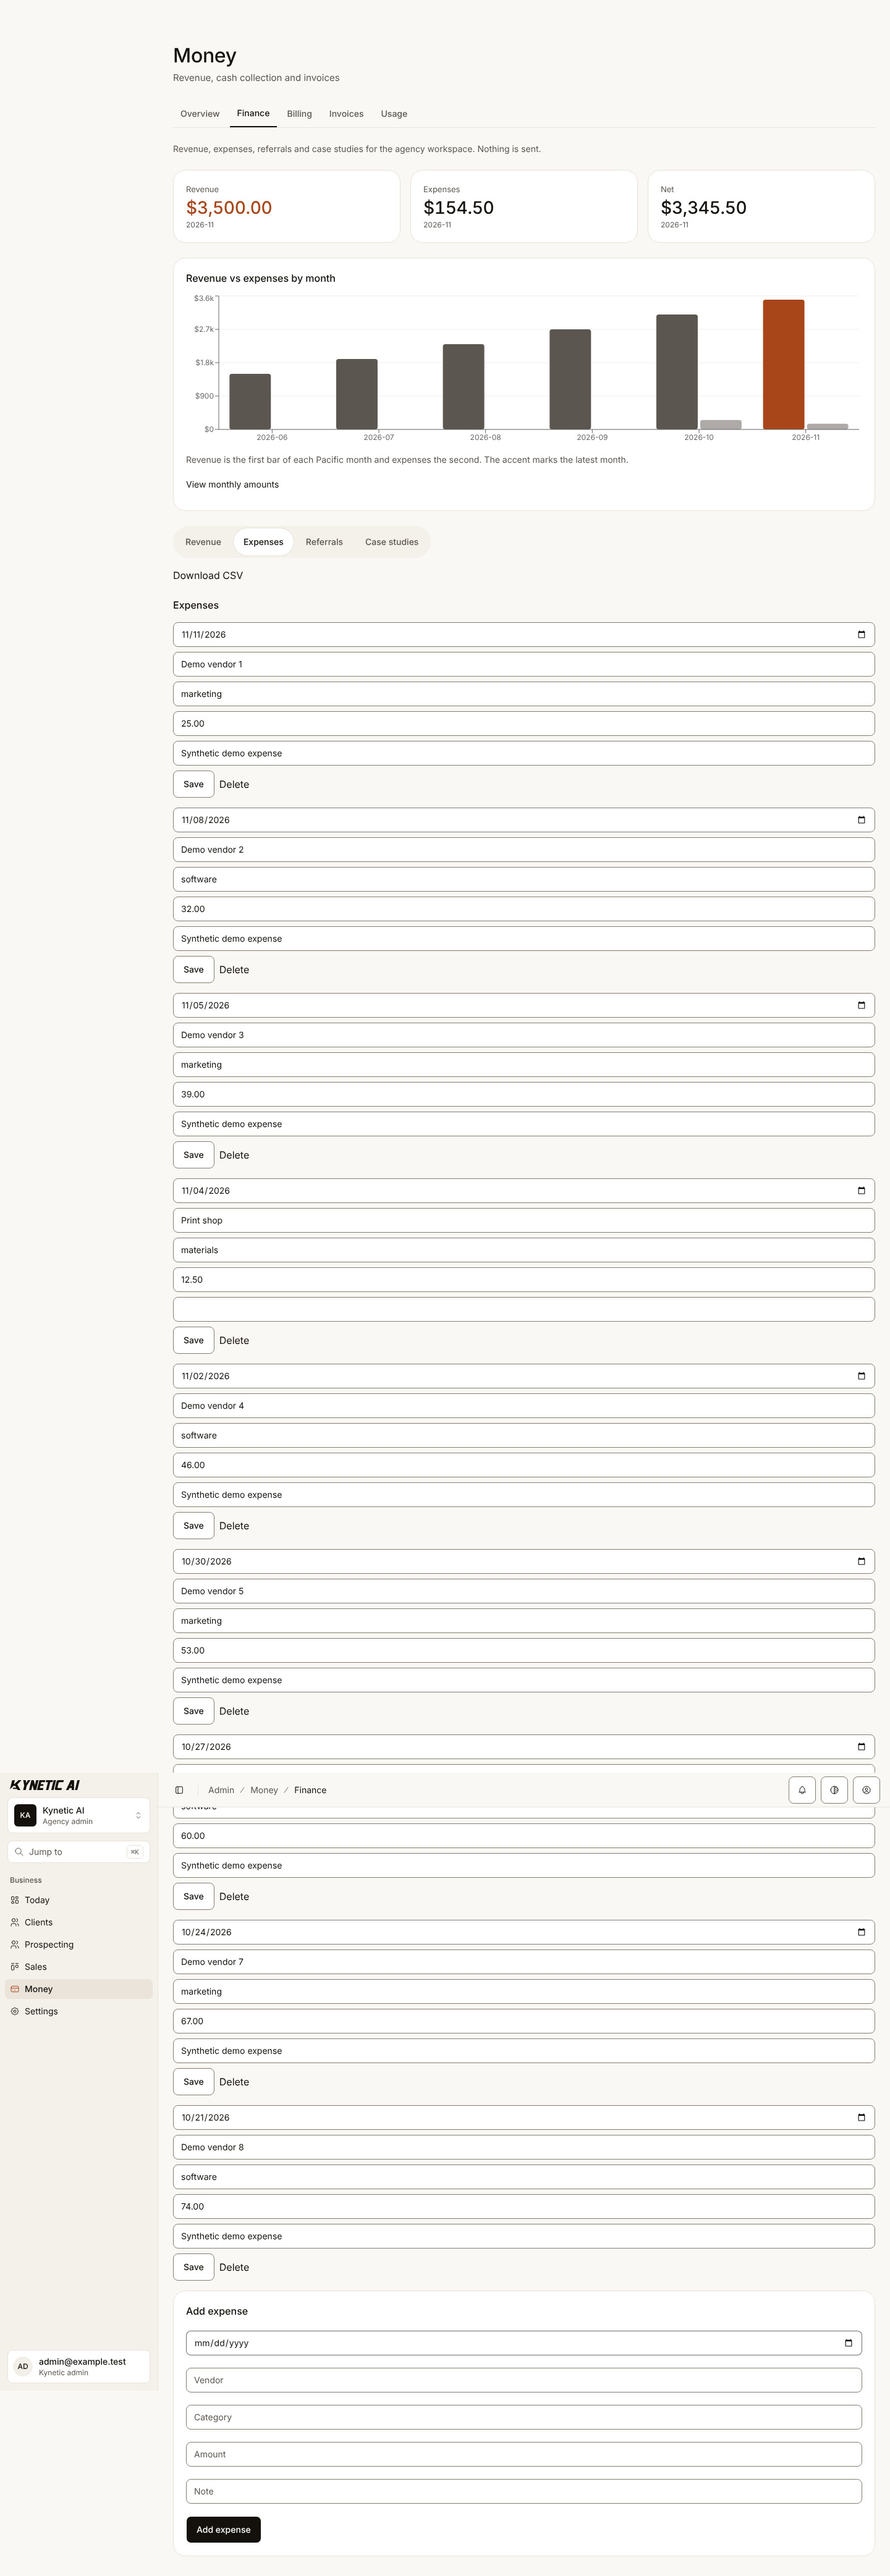 Money
Revenue, cash collection and invoices
Overview Finance Billing Invoices Usage
Revenue, expenses, referrals and case studies for the agency workspace. Nothing is sent.
Revenue
$3,500.00
2026-11
Expenses
$154.50
2026-11
Net
$3,345.50
2026-11
Revenue vs expenses by month
$3.6k
$2.7k
$1.8k
$900
$0
2026-06 2026-07 2026-08 2026-09 2026-10 2026-11
Revenue is the first bar of each Pacific month and expenses the second. The accent marks the latest month.
View monthly amounts
Revenue Expenses Referrals Case studies
Download CSV
Expenses
11/11/2026
Demo vendor 1
marketing
25.00
Synthetic demo expense
Save Delete
11/08/2026
Demo vendor 2
software
32.00
Synthetic demo expense
Save Delete
11/05/2026
Demo vendor 3
marketing
39.00
Synthetic demo expense
Save Delete
11/04/2026
Print shop
materials
12.50
Save Delete
11/02/2026
Demo vendor 4
software
46.00
Synthetic demo expense
Save Delete
10/30/2026
Demo vendor 5
marketing
53.00
Synthetic demo expense
Save Delete
10/27/2026
KYNETIC AI
KA
Kynetic AI
Agency admin
Jump to
⌘K
Business
Today
Clients
Prospecting
Sales
Money
Settings
AD
admin@example.test
Kynetic admin
Admin / Money / Finance
software
60.00
Synthetic demo expense
Save Delete
10/24/2026
Demo vendor 7
marketing
67.00
Synthetic demo expense
Save Delete
10/21/2026
Demo vendor 8
software
74.00
Synthetic demo expense
Save Delete
Add expense
mm/dd/yyyy
Vendor
Category
Amount
Note
Add expense